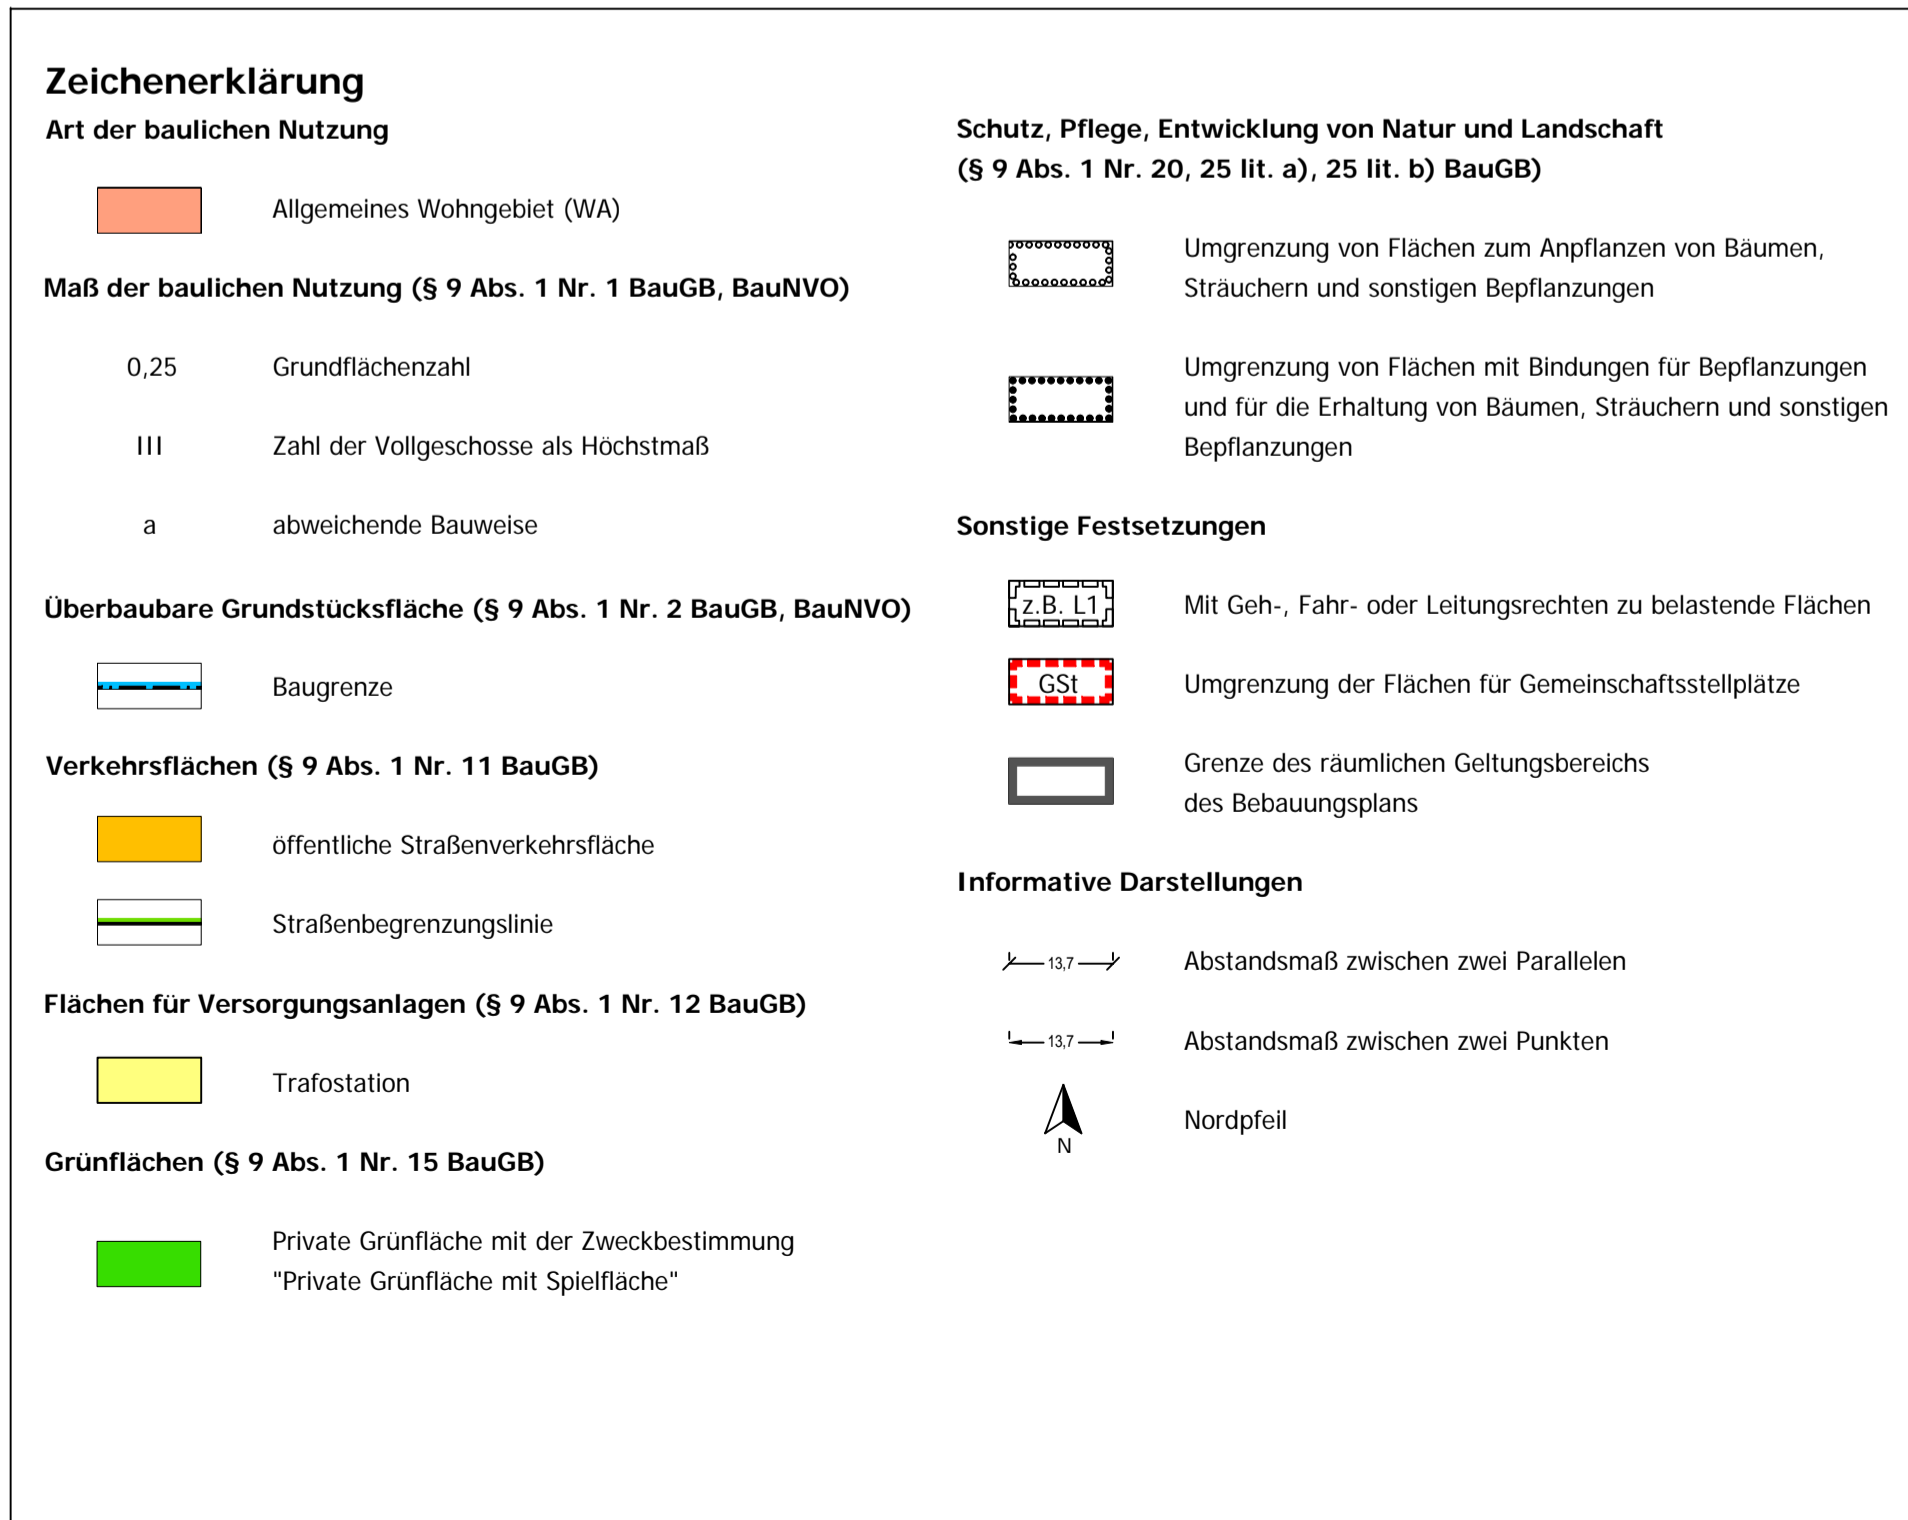 Zeichenerklärung
Art der baulichen Nutzung
Allgemeines Wohngebiet (WA)
Maß der baulichen Nutzung (§ 9 Abs. 1 Nr. 1 BauGB, BauNVO)
0,25 Grundflächenzahl
III Zahl der Vollgeschosse als Höchstmaß
a abweichende Bauweise
Überbaubare Grundstücksfläche (§ 9 Abs. 1 Nr. 2 BauGB, BauNVO)
Baugrenze
Verkehrsflächen (§ 9 Abs. 1 Nr. 11 BauGB)
öffentliche Straßenverkehrsfläche
Straßenbegrenzungslinie
Flächen für Versorgungsanlagen (§ 9 Abs. 1 Nr. 12 BauGB)
Trafostation
Grünflächen (§ 9 Abs. 1 Nr. 15 BauGB)
Private Grünfläche mit der Zweckbestimmung
"Private Grünfläche mit Spielfläche"
Schutz, Pflege, Entwicklung von Natur und Landschaft
(§ 9 Abs. 1 Nr. 20, 25 lit. a), 25 lit. b) BauGB)
Umgrenzung von Flächen zum Anpflanzen von Bäumen,
Sträuchern und sonstigen Bepflanzungen
Umgrenzung von Flächen mit Bindungen für Bepflanzungen
und für die Erhaltung von Bäumen, Sträuchern und sonstigen
Bepflanzungen
Sonstige Festsetzungen
z.B. L1 Mit Geh-, Fahr- oder Leitungsrechten zu belastende Flächen
GSt Umgrenzung der Flächen für Gemeinschaftsstellplätze
Grenze des räumlichen Geltungsbereichs
des Bebauungsplans
Informative Darstellungen
13,7 Abstandsmaß zwischen zwei Parallelen
13,7 Abstandsmaß zwischen zwei Punkten
Nordpfeil
N